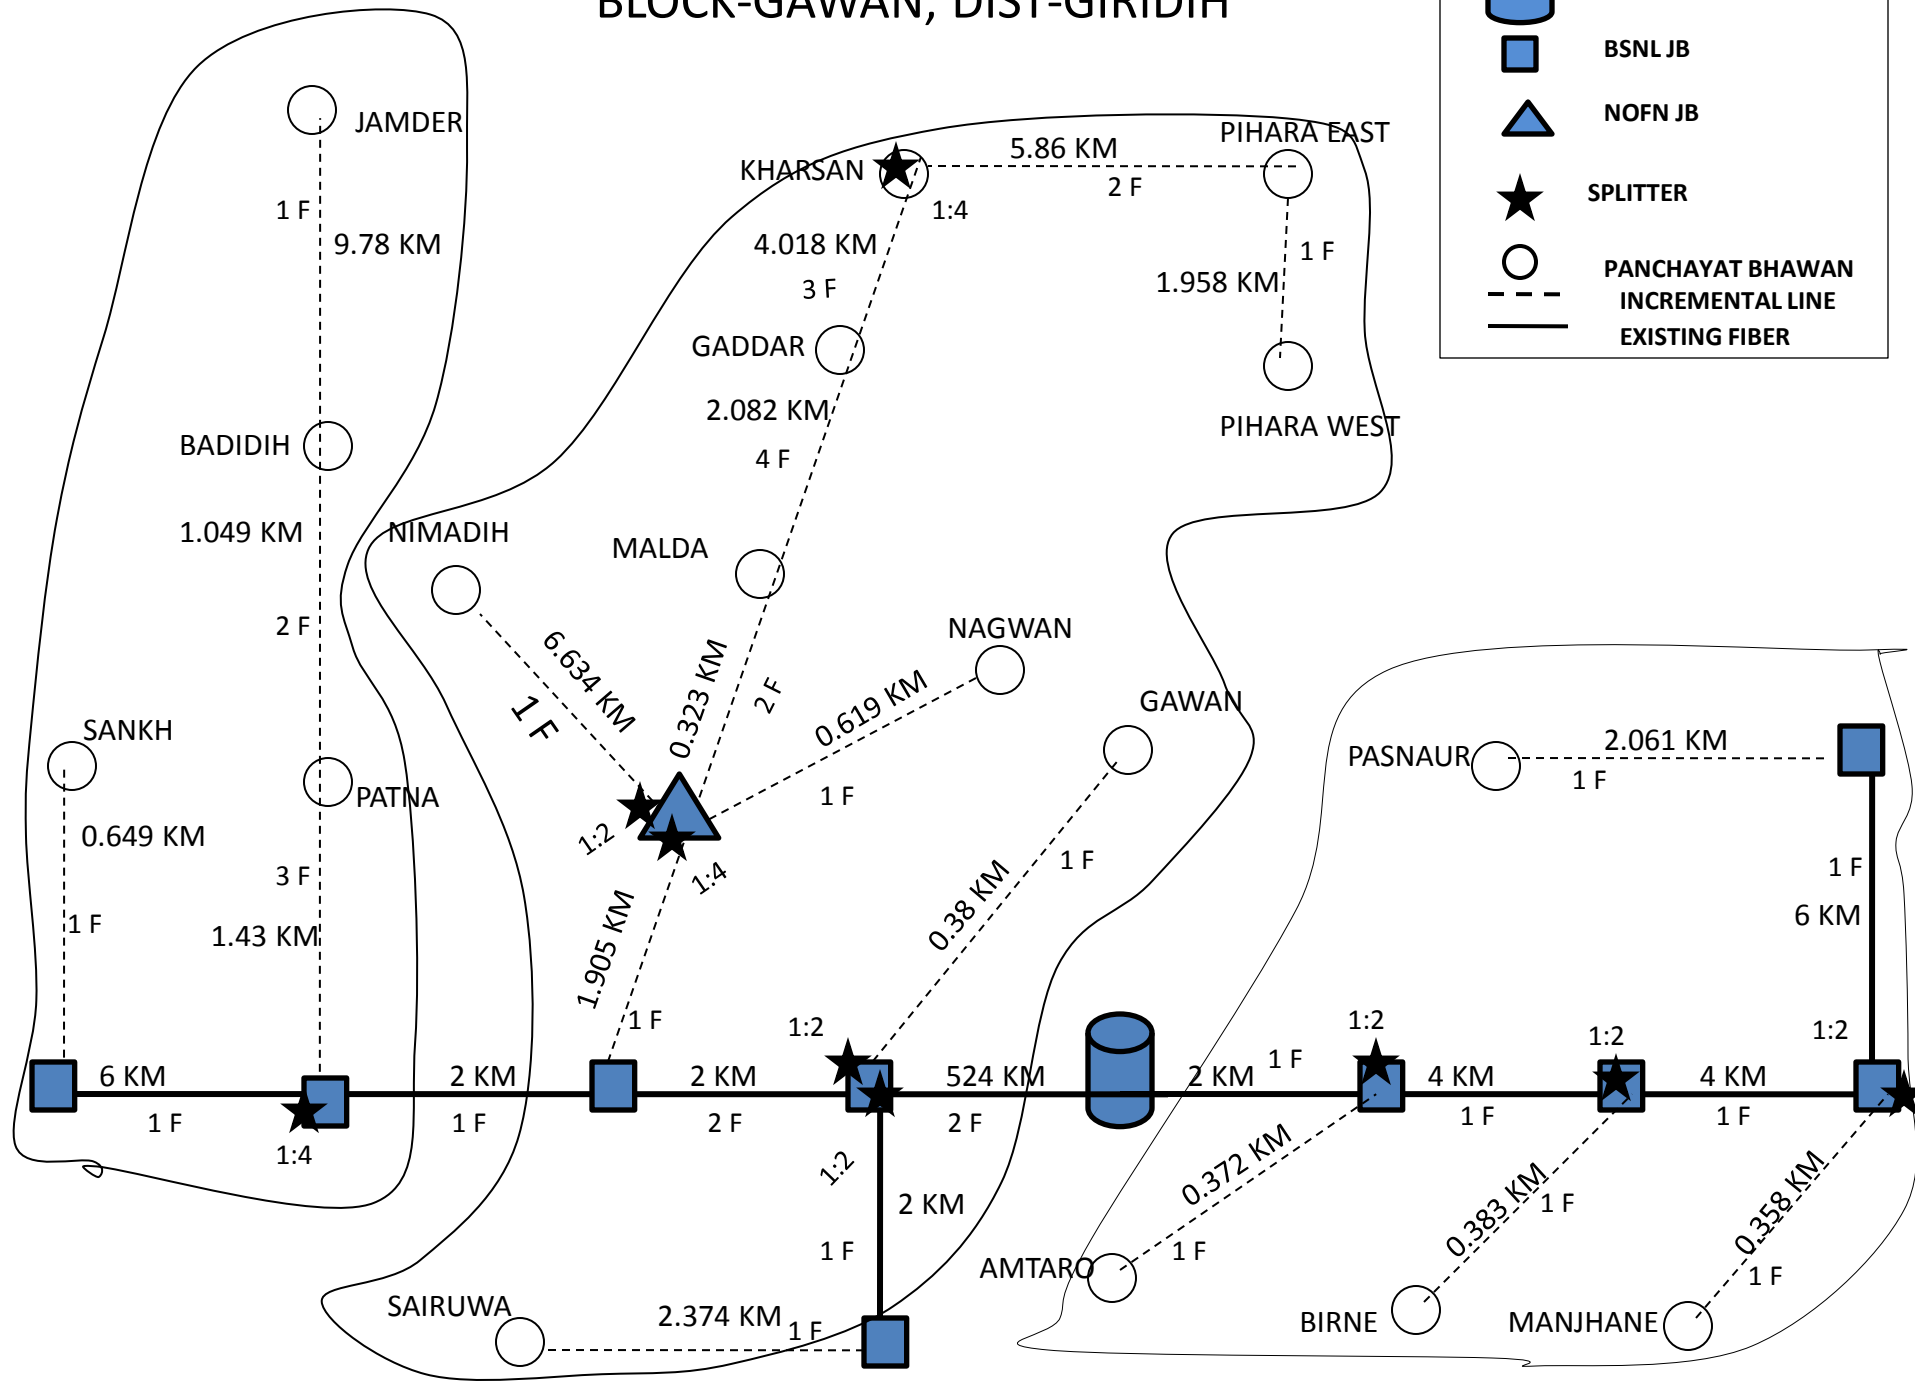 BLOCK-GAWAN, DIST-GIRIDIH
BSNL JB
NOFN JB
SPLITTER
PANCHAYAT BHAWAN
INCREMENTAL LINE
EXISTING FIBER
JAMDER
1 F
9.78 KM
BADIDIH
1.049 KM
2 F
SANKH
PATNA
0.649 KM
3 F
1 F
1.43 KM
6 KM
1 F
1:4
2 KM
1 F
KHARSAN
5.86 KM
PIHARA EAST
2 F
1:4
4.018 KM
3 F
1 F
1.958 KM
GADDAR
2.082 KM
PIHARA WEST
4 F
NIMADIH
MALDA
NAGWAN
6.634 KM
1 F
0.323 KM
2 F
0.619 KM
1 F
GAWAN
1:2
1:4
1.905 KM
1 F
0.38 KM
1 F
1:2
2 KM
2 F
524 KM
2 F
1:2
2 KM
1 F
SAIRUWA
2.374 KM
1 F
PASNAUR
2.061 KM
1 F
1 F
6 KM
1:2
1:2
1:2
1 F
2 KM
4 KM
1 F
4 KM
1 F
0.372 KM
1 F
AMTARO
0.383 KM
1 F
BIRNE
0.358 KM
1 F
MANJHANE